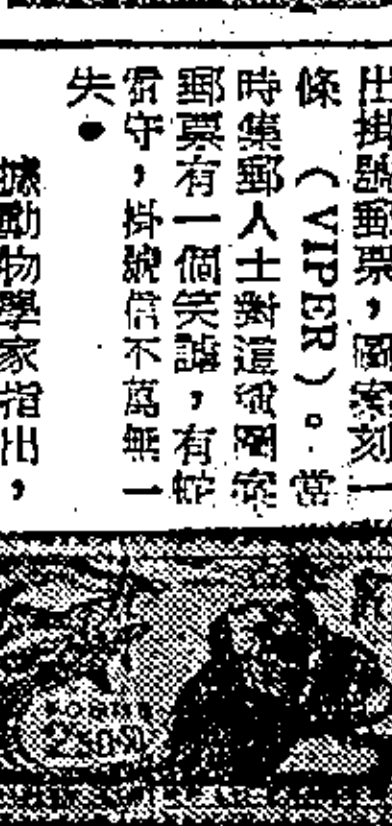 出掛號郵票，圖案刻一
條　（VIPER）。當
時集郵人士對這種圖案
郵票有一個笑謔，有蛇
看守，掛號信不萬無一
失。
據動物學家指出，